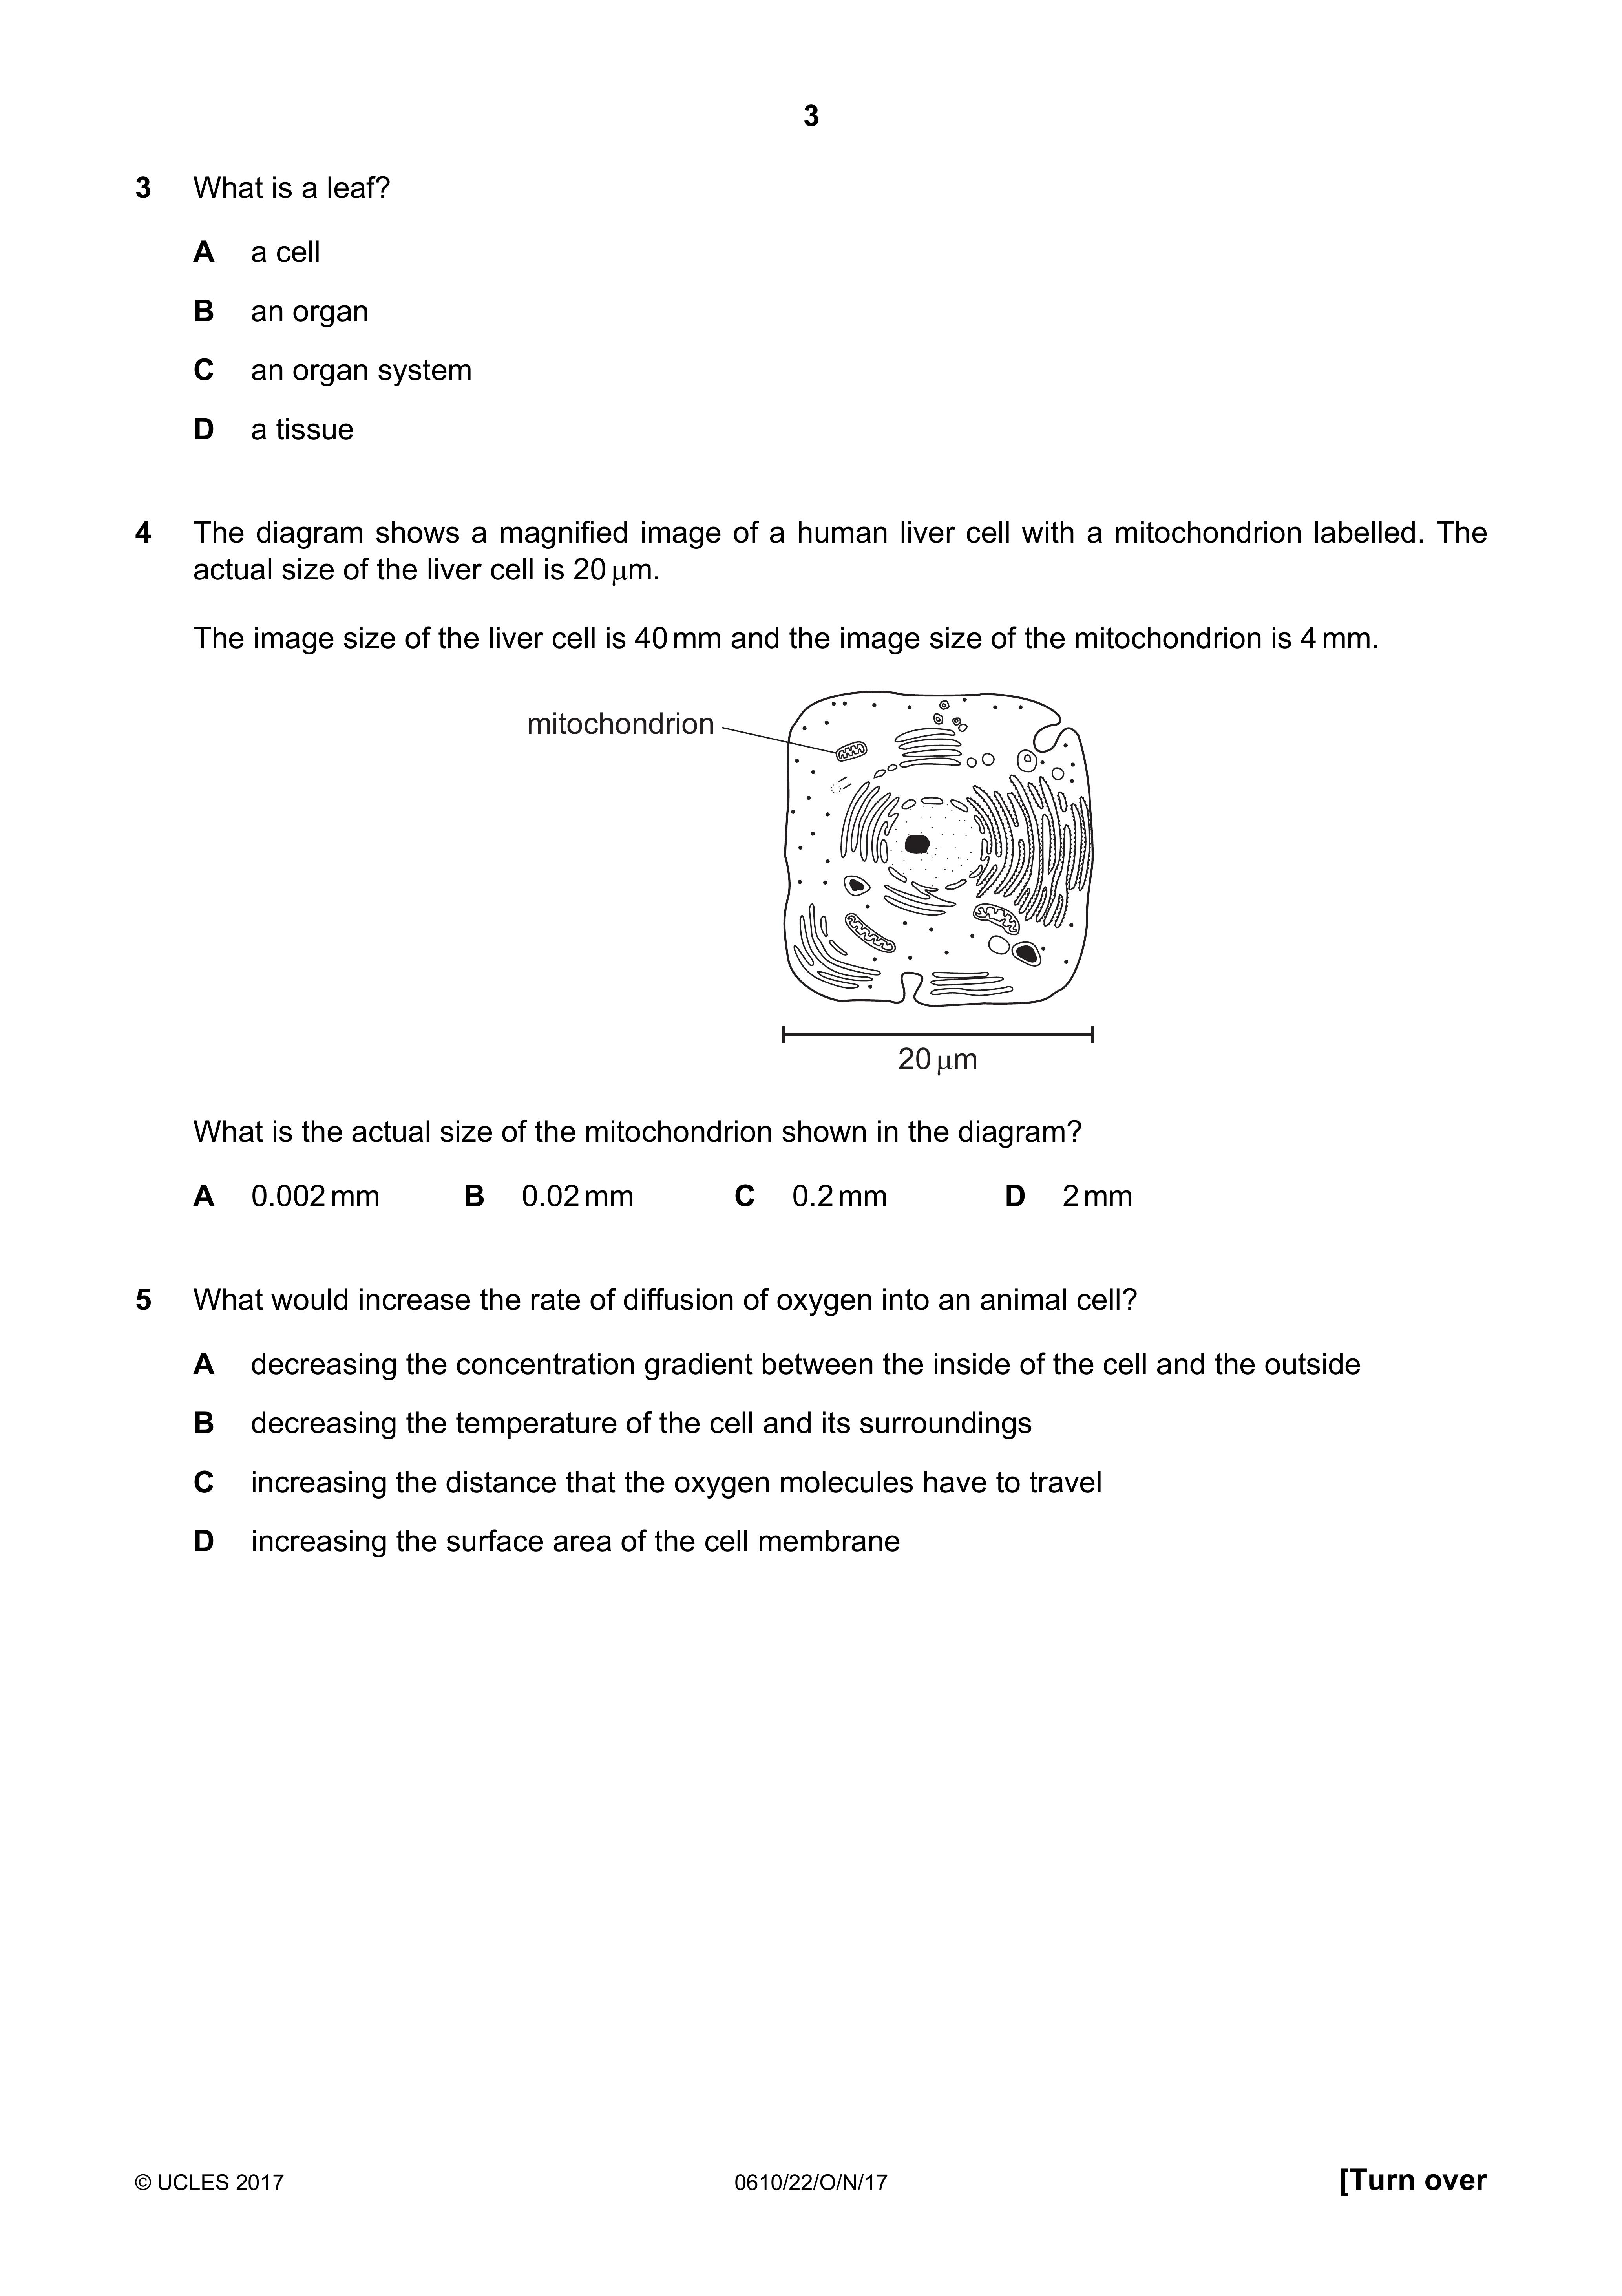 3
3 What is a leaf?
A a cell
B an organ
C an organ system
D a tissue
4 The diagram shows a magnified image of a human liver cell with a mitochondrion labelled. The
actual size of the liver cell is 20 μm.
The image size of the liver cell is 40 mm and the image size of the mitochondrion is 4 mm.
mitochondrion
20 μm
What is the actual size of the mitochondrion shown in the diagram?
A 0.002 mm B 0.02 mm C 0.2 mm D 2 mm
5 What would increase the rate of diffusion of oxygen into an animal cell?
A decreasing the concentration gradient between the inside of the cell and the outside
B decreasing the temperature of the cell and its surroundings
C increasing the distance that the oxygen molecules have to travel
D increasing the surface area of the cell membrane
© UCLES 2017 0610/22/O/N/17 [Turn over